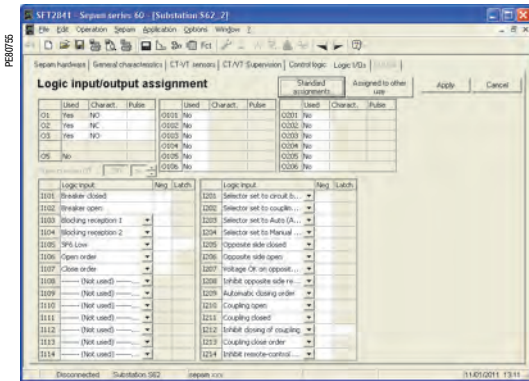 PE80755
SFT2841 - Sepam series 60 - [Substation S62_2]
File Edit Operation Sepam Application Options Window ?
Sepam hardware General characteristics CT-VT sensors CT/VT Supervision Control logic Logic I/Os
Logic input/output assignment
Standard assignments
Assigned to other use
Apply
Cancel
Used Charact. Pulse
O1 Yes NO
O2 Yes NC
O3 Yes NO
O5 No
Used Charact. Pulse
O101 No
O102 No
O103 No
O104 No
O105 No
O106 No
Used Charact. Pulse
O201 No
O202 No
O203 No
O204 No
O205 No
O206 No
Logic input Neg Latch
I101 Breaker closed
I102 Breaker open
I103 Blocking reception 1
I104 Blocking reception 2
I105 SF6 Low
I106 Open order
I107 Close order
I108 ------ (Not used) ------
I109 ------ (Not used) ------
I110 ------ (Not used) ------
I111 ------ (Not used) ------
I112 ------ (Not used) ------
I113 ------ (Not used) ------
I114 ------ (Not used) ------
Logic input Neg Latch
I201 Selector set to circuit b...
I202 Selector set to couplin...
I203 Selector set to Auto (A...
I204 Selector set to Manual ...
I205 Opposite side closed
I206 Opposite side open
I207 Voltage OK on opposit...
I208 Inhibit opposite side re...
I209 Automatic closing order
I210 Coupling open
I211 Coupling closed
I212 Inhibit closing of coupling
I213 Coupling close order
I214 Inhibit remote-control ...
Disconnected Substation S62 sepam xxx 11/01/2011 13:11